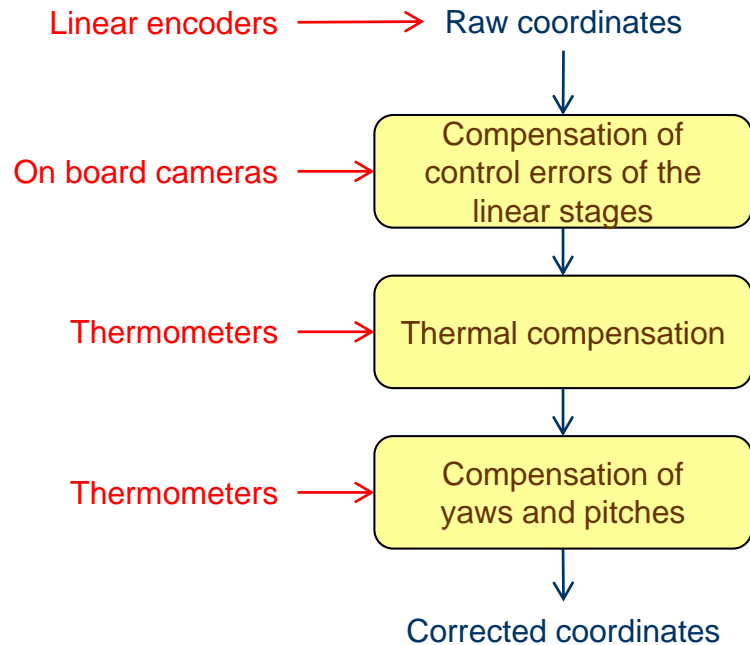 Linear encoders
Raw coordinates
On board cameras
Compensation of
control errors of the
linear stages
Thermometers
Thermal compensation
Thermometers
Compensation of
yaws and pitches
Corrected coordinates